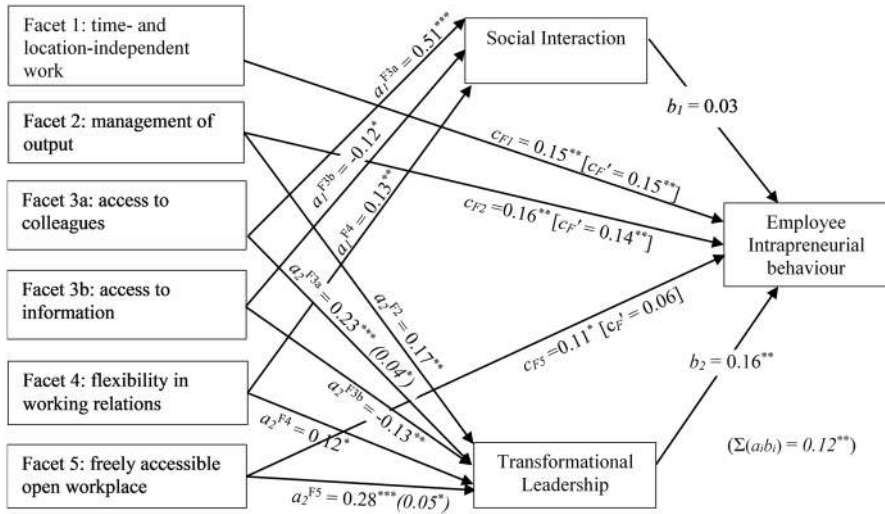 Facet 1: time- and
location-independent
work
Facet 2: management of
output
Facet 3a: access to
colleagues
Facet 3b: access to
information
Facet 4: flexibility in
working relations
Facet 5: freely accessible
open workplace
Social Interaction
Transformational
Leadership
Employee
Intrapreneurial
behaviour
a₁ᶠ³ᵃ = 0.51***
a₁ᶠ³ᵇ = -0.12*
a₁ᶠ⁴ = 0.13**
a₂ᶠ³ᵃ = 0.23*** (0.04*)
a₂ᶠ² = 0.17**
a₂ᶠ³ᵇ = -0.13**
a₂ᶠ⁴ = 0.12*
a₂ᶠ⁵ = 0.28***(0.05*)
b₁ = 0.03
cF1 = 0.15** [cF' = 0.15**]
cF2 =0.16** [cF' = 0.14**]
cF5 =0.11* [cF' = 0.06]
b₂ = 0.16**
(Σ(aᵢbᵢ) = 0.12**)